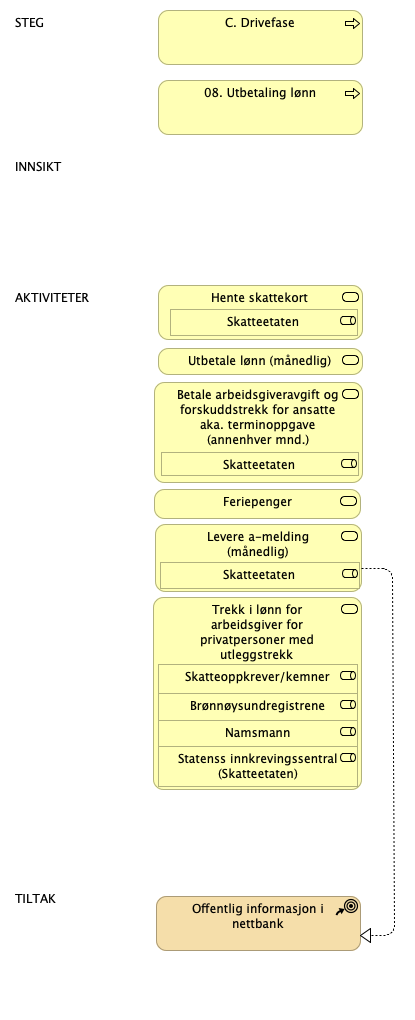 STEG
C. Drivefase
08. Utbetaling lønn
INNSIKT
AKTIVITETER
Hente skattekort
Skatteetaten
Utbetale lønn (månedlig)
Betale arbeidsgiveravgift og
forskuddstrekk for ansatte
aka. terminoppgave
(annenhver mnd.)
Skatteetaten
Feriepenger
Levere a-melding
(månedlig)
Skatteetaten
Trekk i lønn for
arbeidsgiver for
privatpersoner med
utleggstrekk
Skatteoppkrever/kemner
Brønnøysundregistrene
Namsmann
Statenss innkrevingssentral
(Skatteetaten)
TILTAK
Offentlig informasjon i
nettbank